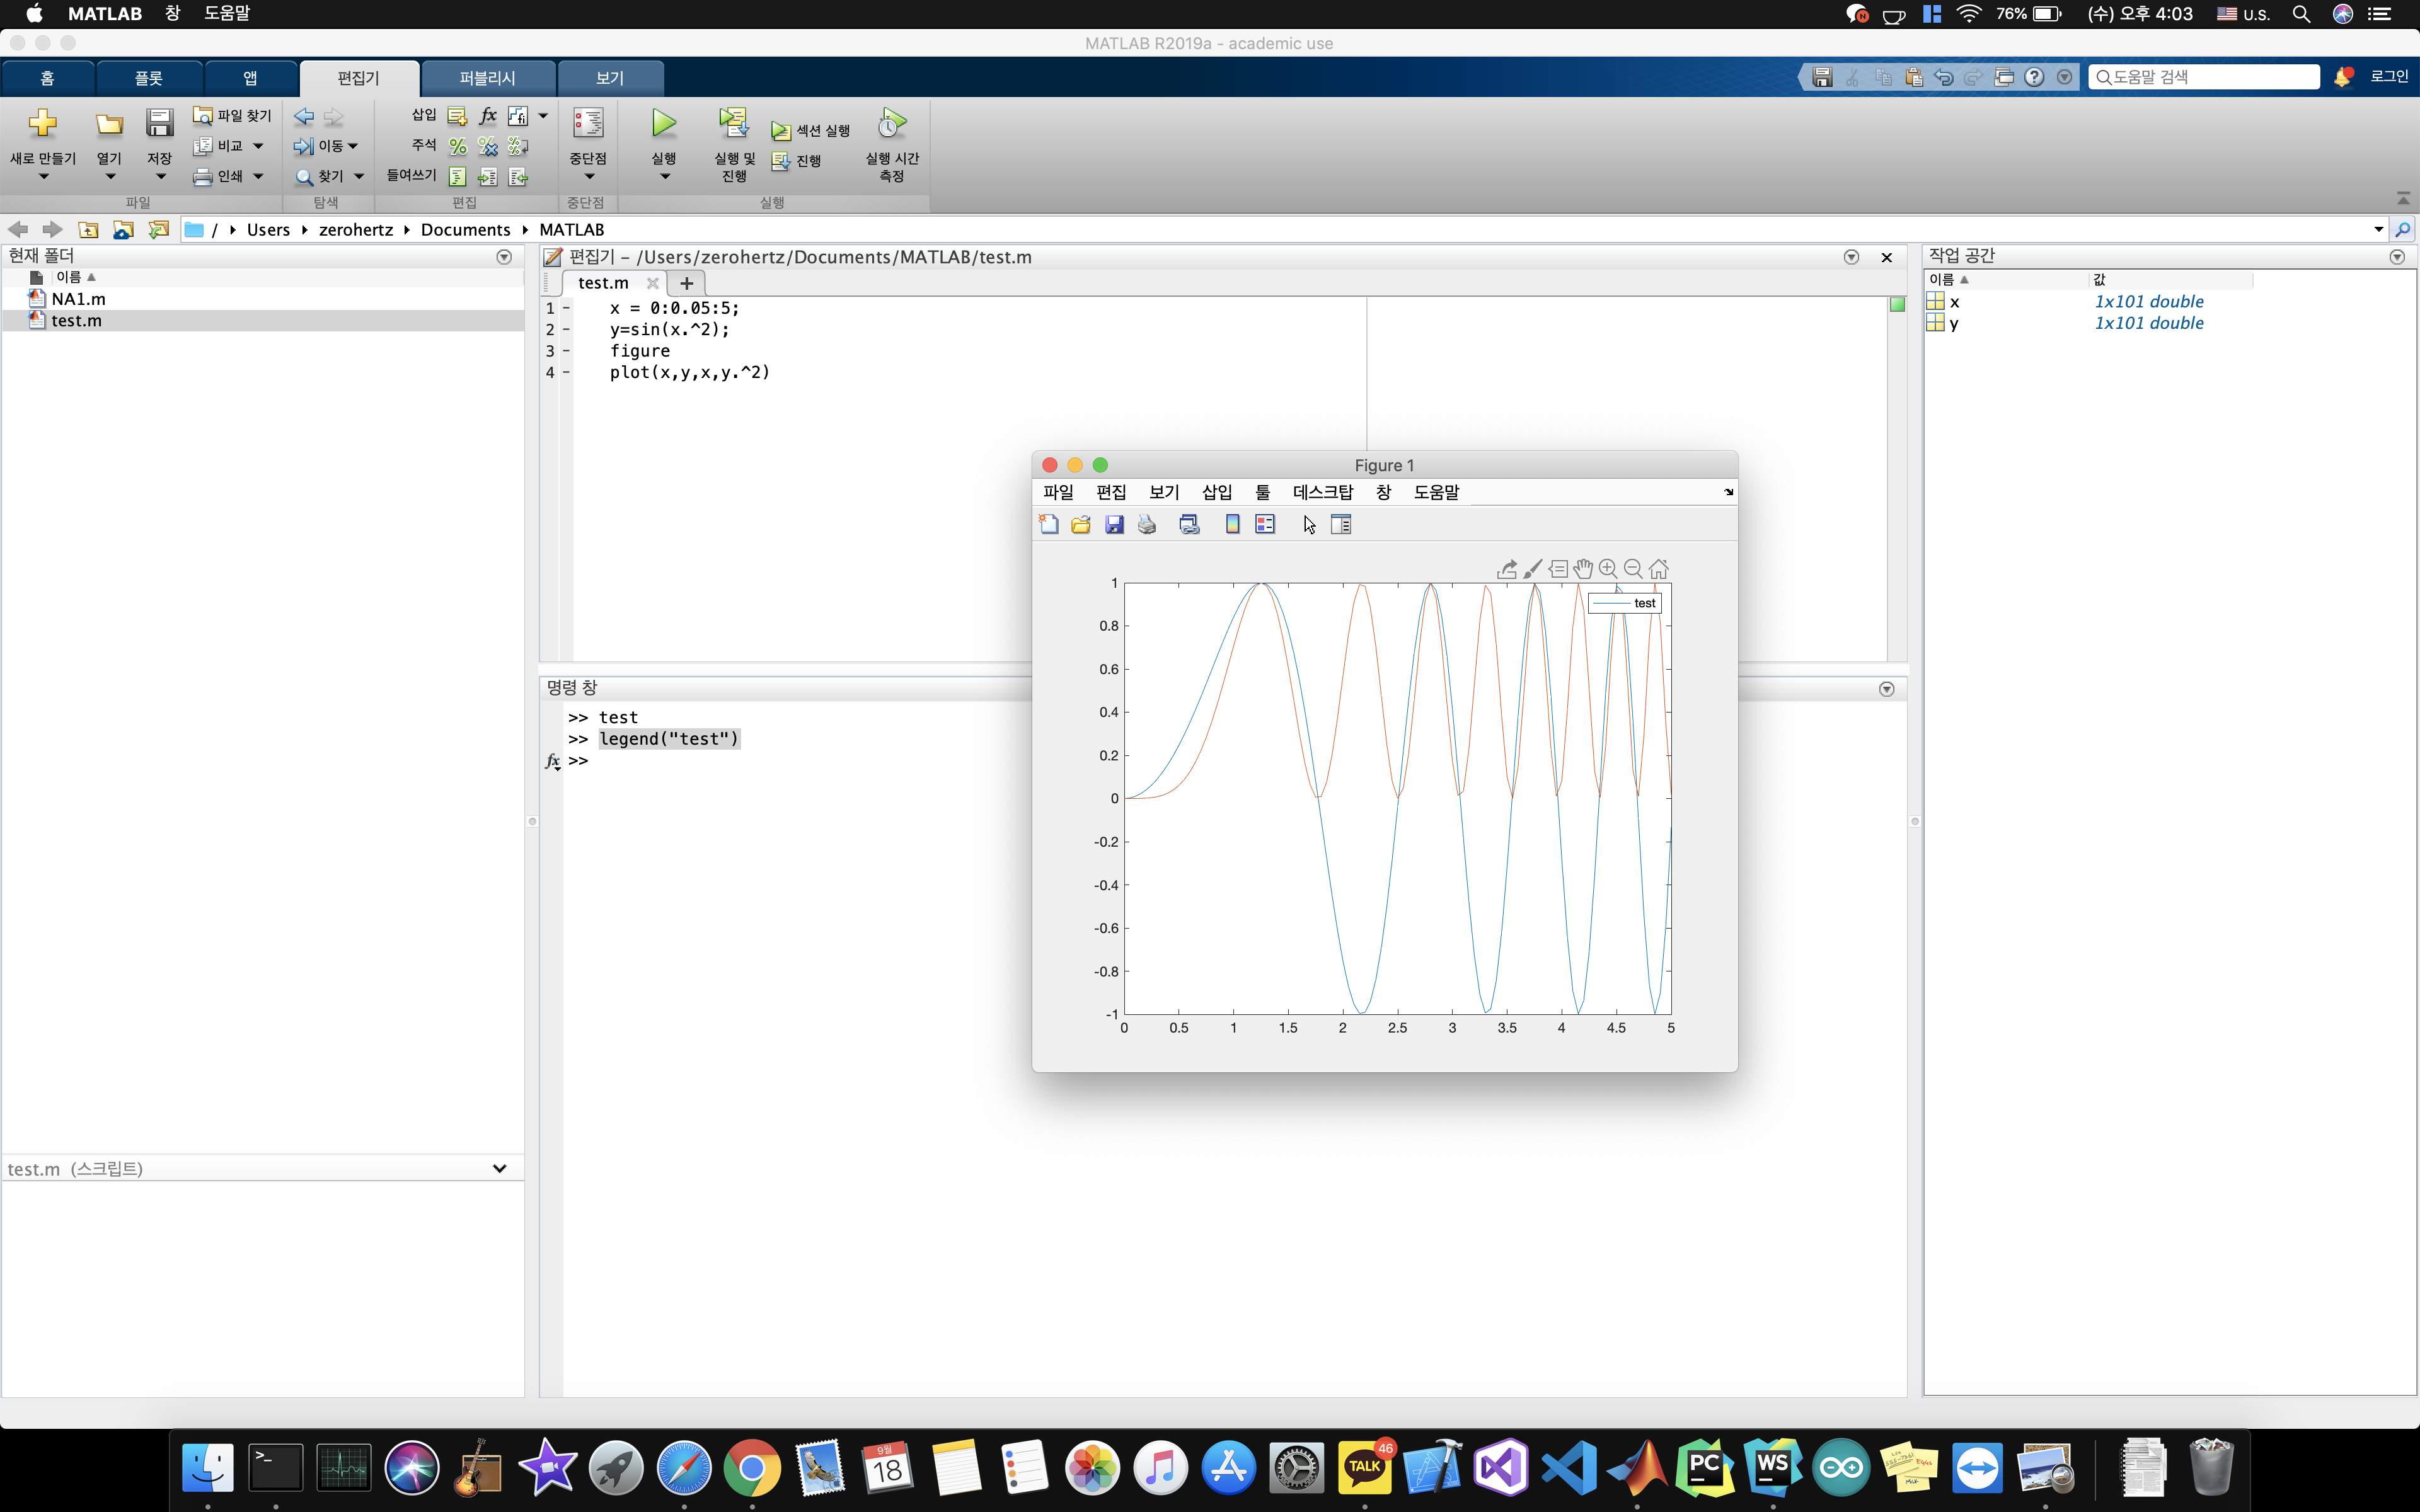 MATLAB 창 도움말
76% (수) 오후 4:03 U.S.
MATLAB R2019a - academic use
홈 플롯 앱 편집기 퍼블리시 보기
도움말 검색 로그인
새로 만들기 열기 저장 파일 찾기 비교 인쇄
파일
이동 찾기
탐색
삽입 fx fi
주석
들여쓰기
편집
중단점
중단점
실행 실행 및 진행 섹션 실행 진행 실행 시간 측정
실행
/ Users zerohertz Documents MATLAB
현재 폴더
이름
NA1.m
test.m
test.m (스크립트)
편집기 – /Users/zerohertz/Documents/MATLAB/test.m
test.m +
1 – x = 0:0.05:5;
2 – y=sin(x.^2);
3 – figure
4 – plot(x,y,x,y.^2)
명령 창
>> test
>> legend("test")
fx >>
작업 공간
이름 값
x 1x101 double
y 1x101 double
Figure 1
파일 편집 보기 삽입 툴 데스크탑 창 도움말
test
1
0.8
0.6
0.4
0.2
0
-0.2
-0.4
-0.6
-0.8
-1
0 0.5 1 1.5 2 2.5 3 3.5 4 4.5 5
>_
9월
18
TALK
46
PC
WS